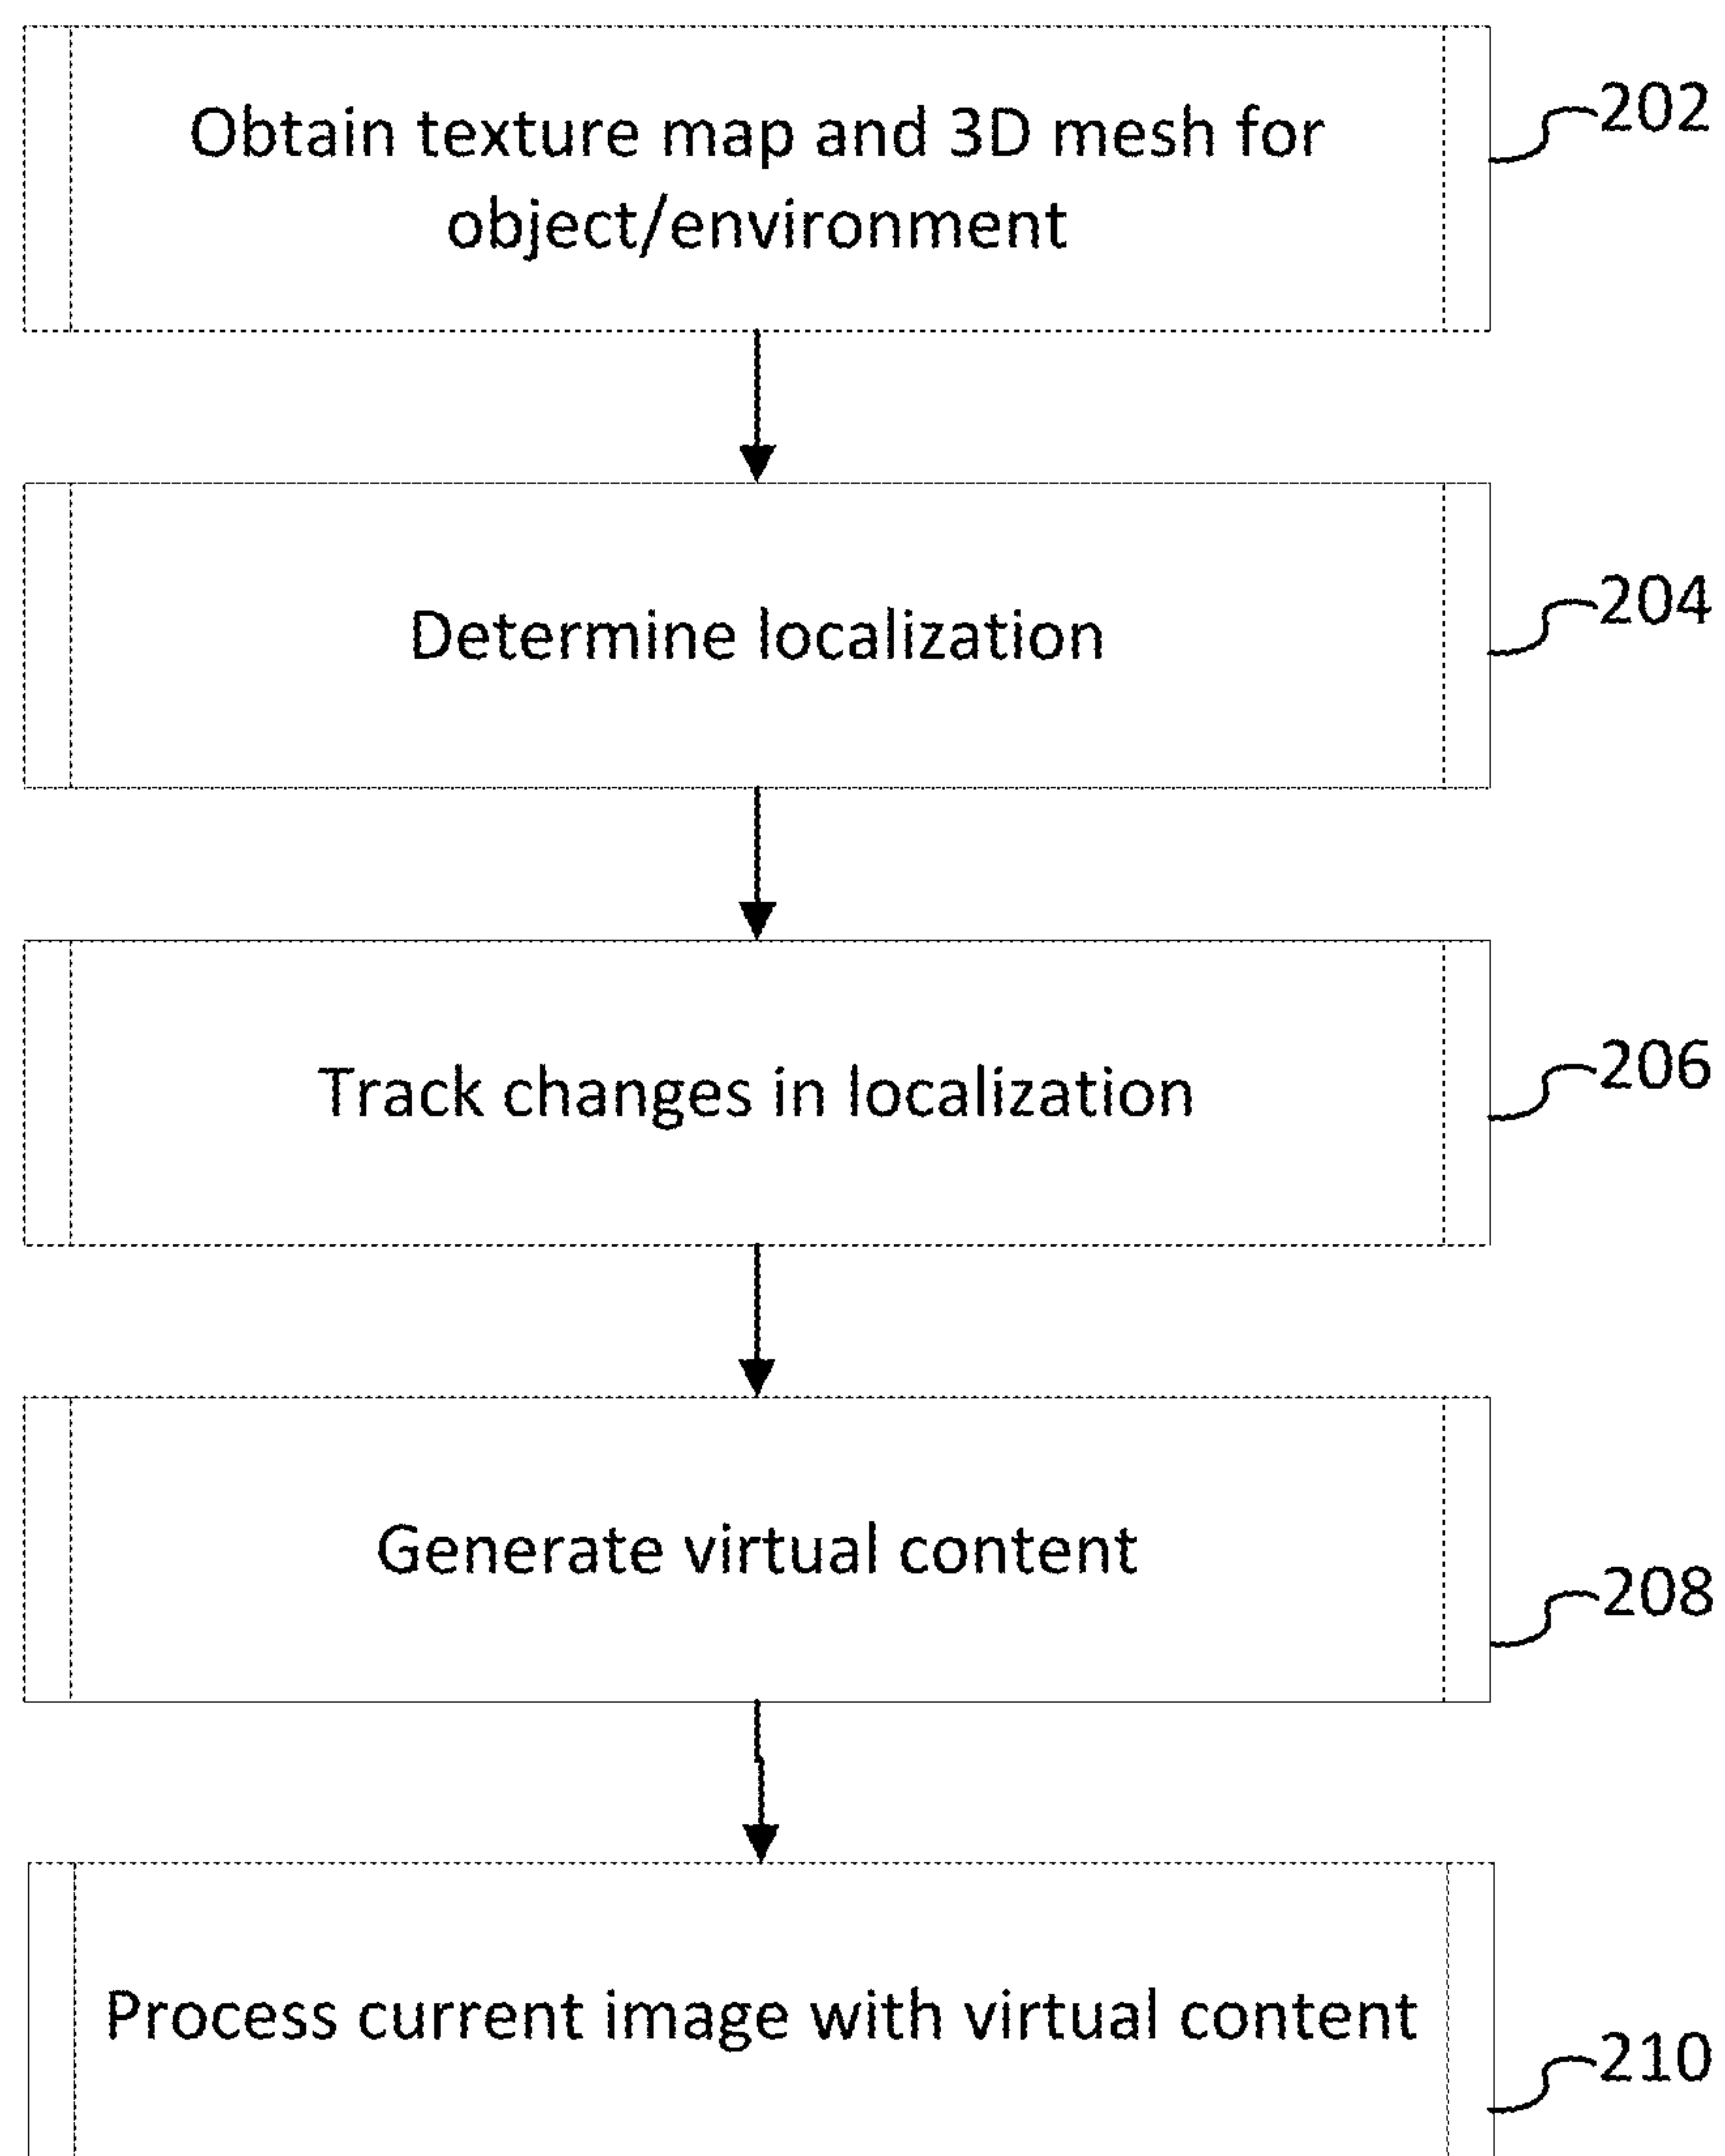 Obtain texture map and 3D mesh for
object/environment
202
Determine localization
204
Track changes in localization
206
Generate virtual content
208
Process current image with virtual content
210